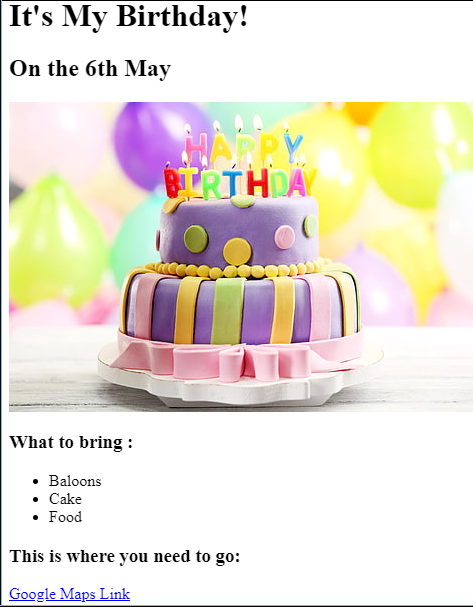 It's My Birthday!
On the 6th May
HAPPY
BIRTHDAY
What to bring :
Baloons
Cake
Food
This is where you need to go:
Google Maps Link